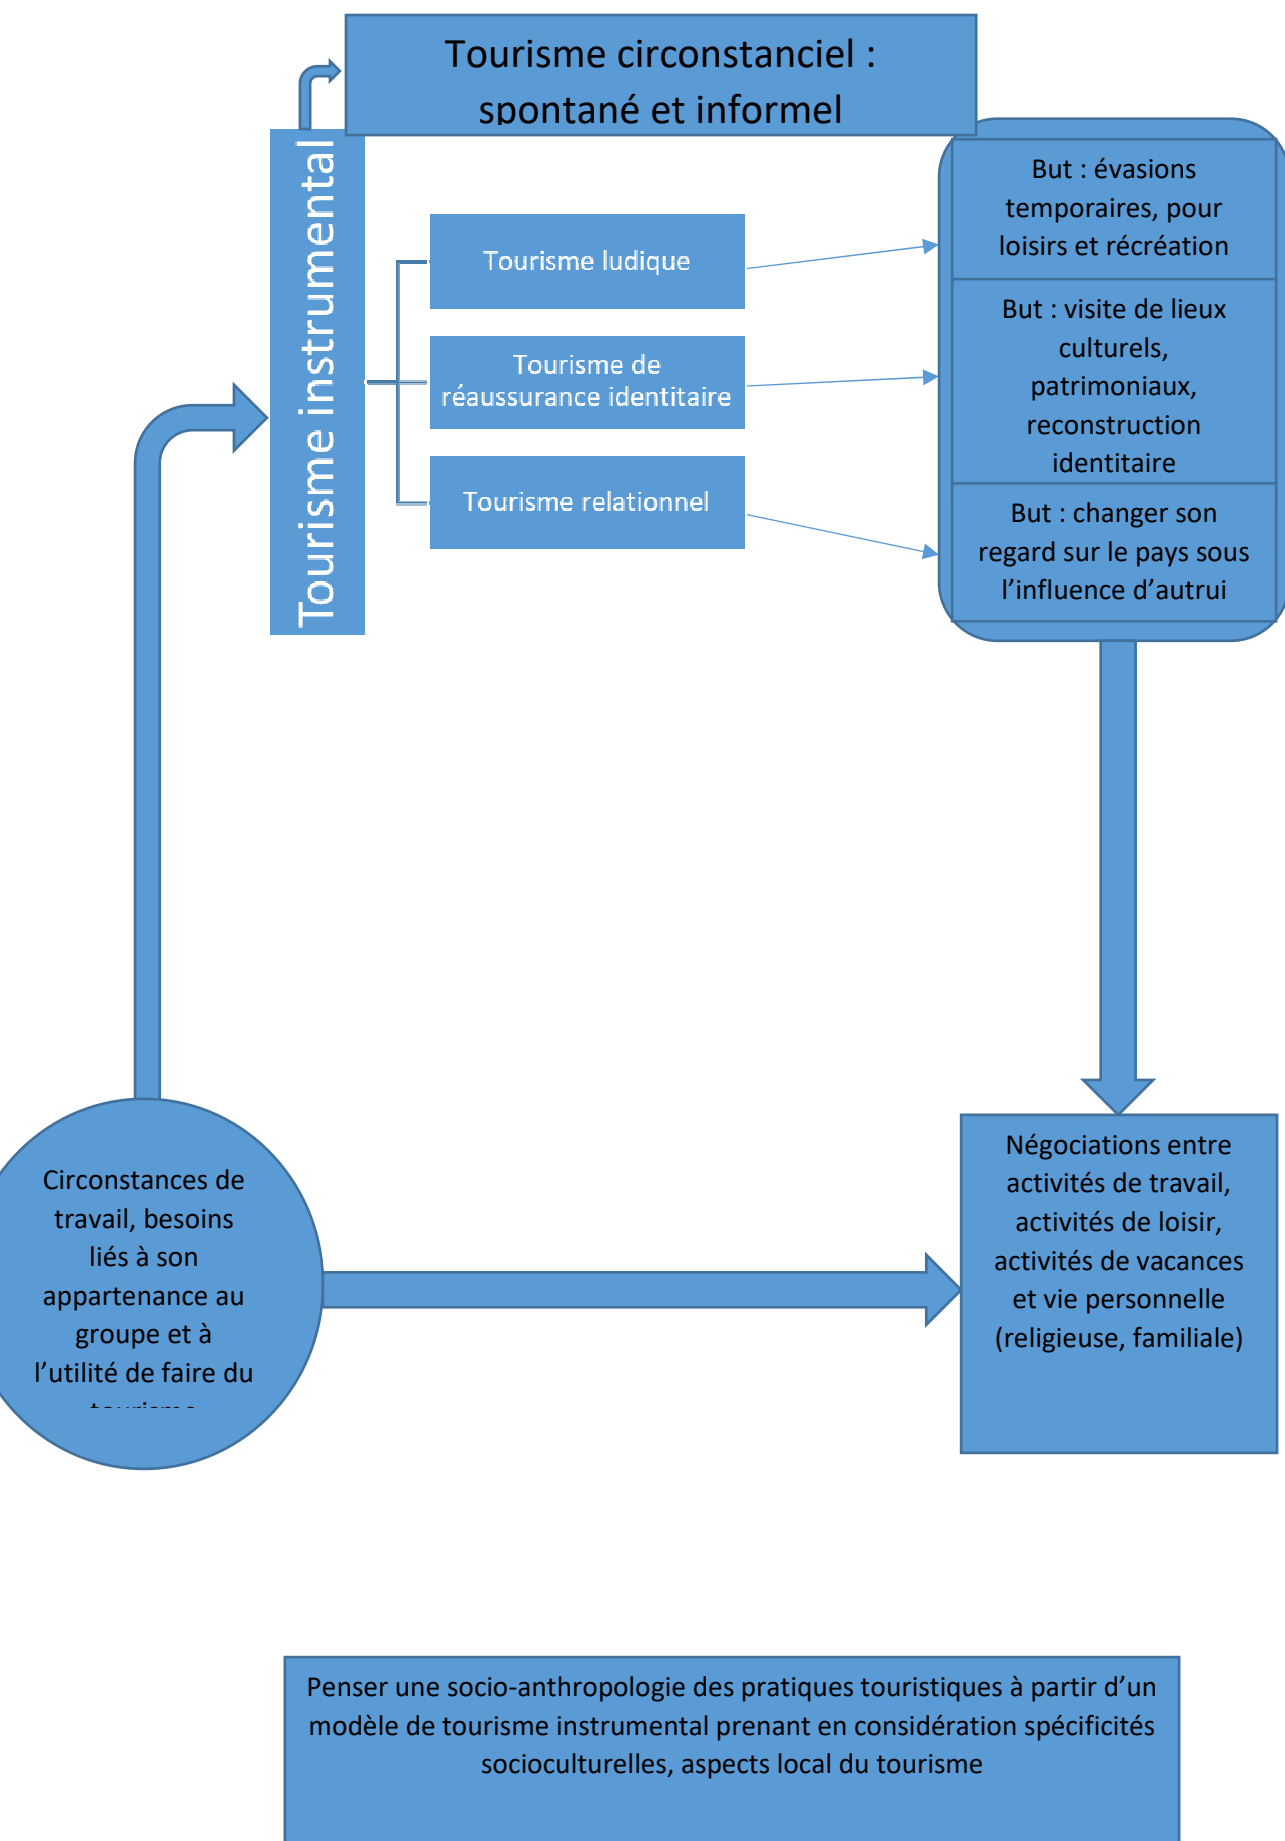 Tourisme circonstanciel :
spontané et informel
Tourisme instrumental
Tourisme ludique
Tourisme de
réaussurance identitaire
Tourisme relationnel
But : évasions
temporaires, pour
loisirs et récréation
But : visite de lieux
culturels,
patrimoniaux,
reconstruction
identitaire
But : changer son
regard sur le pays sous
l’influence d’autrui
Circonstances de
travail, besoins
liés à son
appartenance au
groupe et à
l’utilité de faire du
tourisme
Négociations entre
activités de travail,
activités de loisir,
activités de vacances
et vie personnelle
(religieuse, familiale)
Penser une socio-anthropologie des pratiques touristiques à partir d’un
modèle de tourisme instrumental prenant en considération spécificités
socioculturelles, aspects local du tourisme